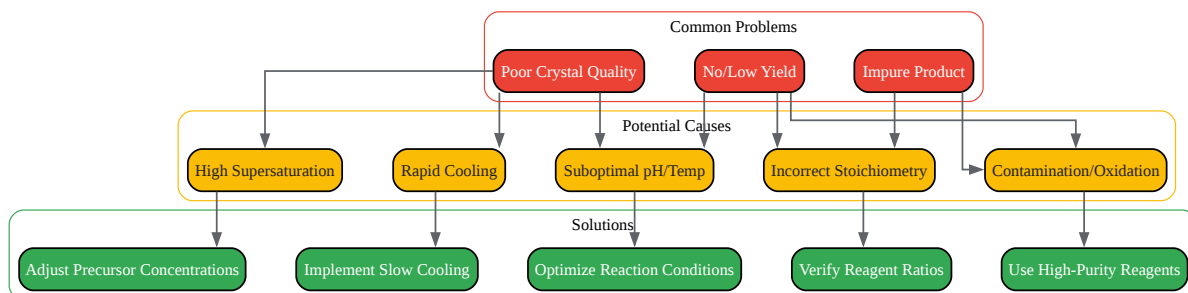 Common Problems
Poor Crystal Quality
No/Low Yield
Impure Product
Potential Causes
High Supersaturation
Rapid Cooling
Suboptimal pH/Temp
Incorrect Stoichiometry
Contamination/Oxidation
Solutions
Adjust Precursor Concentrations
Implement Slow Cooling
Optimize Reaction Conditions
Verify Reagent Ratios
Use High-Purity Reagents